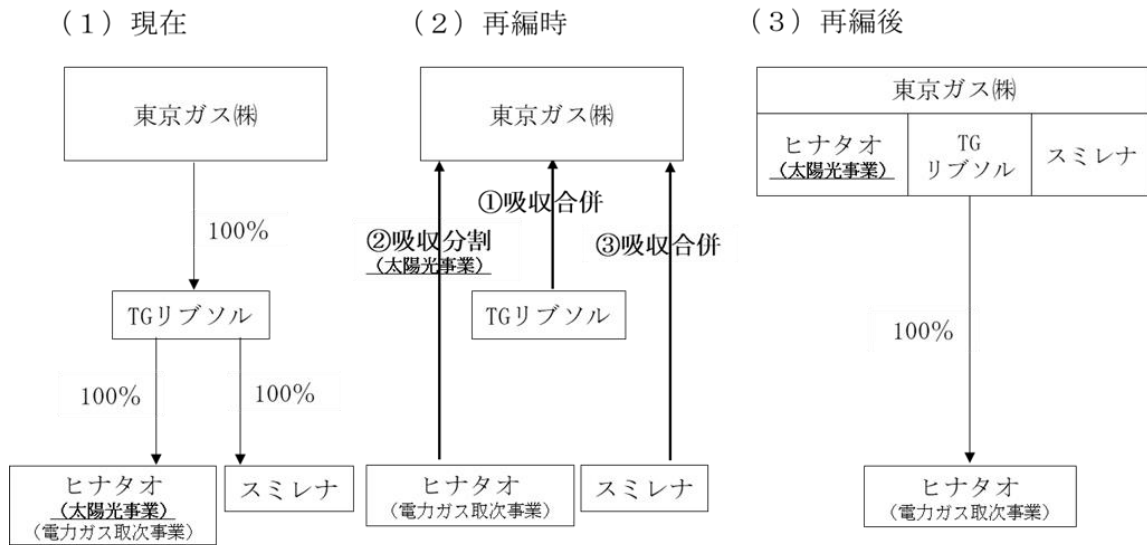 （1）現在
東京ガス㈱
100%
TGリブソル
100%
100%
ヒナタオ
（太陽光事業）
（電力ガス取次事業）
スミレナ
（2）再編時
東京ガス㈱
①吸収合併
②吸収分割
（太陽光事業）
③吸収合併
TGリブソル
ヒナタオ
（電力ガス取次事業）
スミレナ
（3）再編後
東京ガス㈱
ヒナタオ
（太陽光事業）
TG
リブソル
スミレナ
100%
ヒナタオ
（電力ガス取次事業）